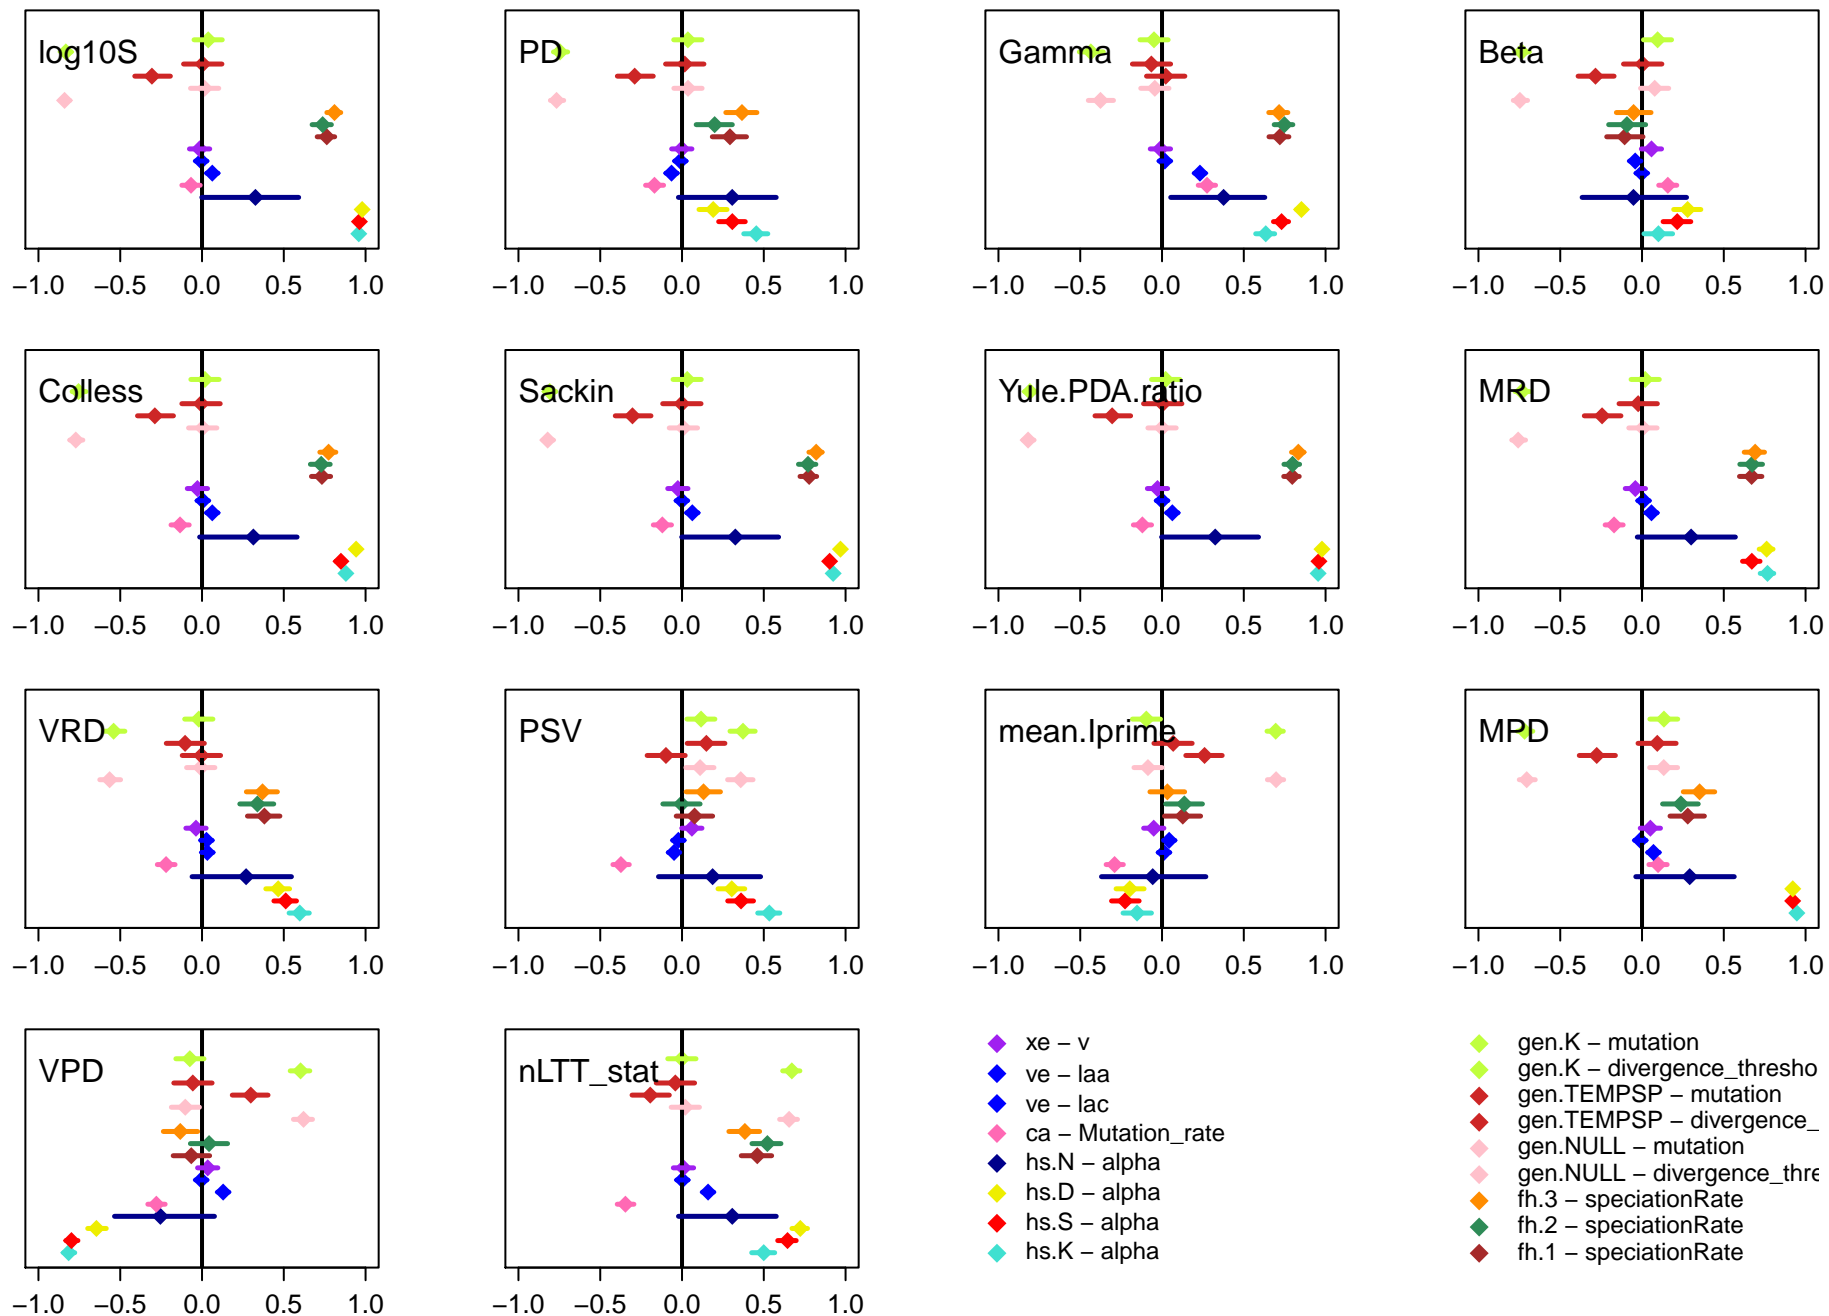 log10S
PD
Gamma
Beta
−1.0 −0.5 0.0 0.5 1.0
−1.0 −0.5 0.0 0.5 1.0
−1.0 −0.5 0.0 0.5 1.0
−1.0 −0.5 0.0 0.5 1.0
Colless
Sackin
Yule.PDA.ratio
MRD
−1.0 −0.5 0.0 0.5 1.0
−1.0 −0.5 0.0 0.5 1.0
−1.0 −0.5 0.0 0.5 1.0
−1.0 −0.5 0.0 0.5 1.0
VRD
PSV
mean.Iprime
MPD
−1.0 −0.5 0.0 0.5 1.0
−1.0 −0.5 0.0 0.5 1.0
−1.0 −0.5 0.0 0.5 1.0
−1.0 −0.5 0.0 0.5 1.0
VPD
nLTT_stat
−1.0 −0.5 0.0 0.5 1.0
−1.0 −0.5 0.0 0.5 1.0
xe − v
ve − laa
ve − lac
ca − Mutation_rate
hs.N − alpha
hs.D − alpha
hs.S − alpha
hs.K − alpha
gen.K − mutation
gen.K − divergence_thresho
gen.TEMPSP − mutation
gen.TEMPSP − divergence_
gen.NULL − mutation
gen.NULL − divergence_thre
fh.3 − speciationRate
fh.2 − speciationRate
fh.1 − speciationRate